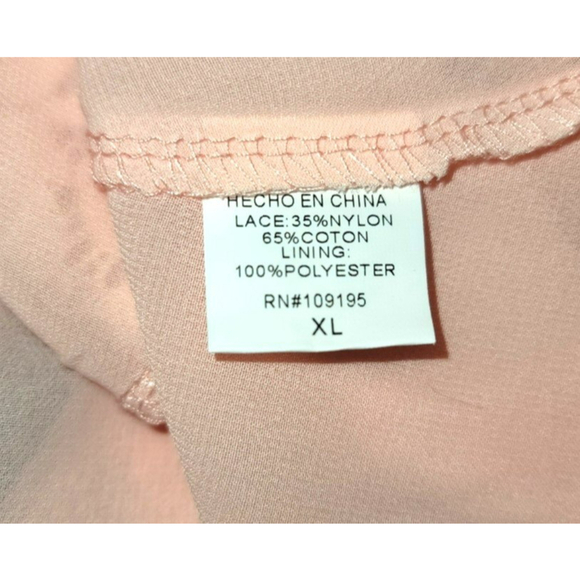 HECHO EN CHINA
LACE:35%NYLON
65%COTON
LINING:
100%POLYESTER
RN#109195
XL